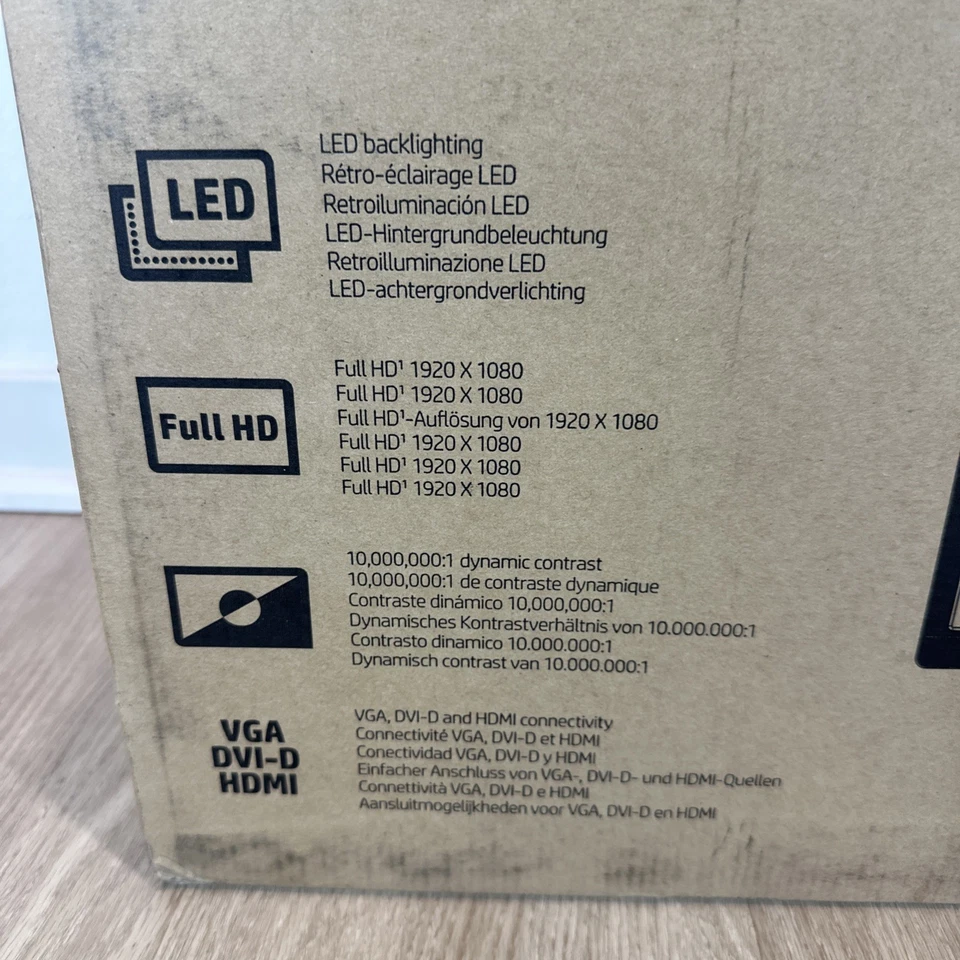 LED
LED backlighting
Rétro-éclairage LED
Retroiluminación LED
LED-Hintergrundbeleuchtung
Retroilluminazione LED
LED-achtergrondverlichting
Full HD
Full HD¹ 1920 X 1080
Full HD¹ 1920 X 1080
Full HD¹-Auflösung von 1920 X 1080
Full HD¹ 1920 X 1080
Full HD¹ 1920 X 1080
Full HD¹ 1920 X 1080
10,000,000:1 dynamic contrast
10,000,000:1 de contraste dynamique
Contraste dinámico 10,000,000:1
Dynamisches Kontrastverhältnis von 10.000.000:1
Contrasto dinamico 10.000.000:1
Dynamisch contrast van 10.000.000:1
VGA
DVI-D
HDMI
VGA, DVI-D and HDMI connectivity
Connectivité VGA, DVI-D et HDMI
Conectividad VGA, DVI-D y HDMI
Einfacher Anschluss von VGA-, DVI-D- und HDMI-Quellen
Connettività VGA, DVI-D e HDMI
Aansluitmogelijkheden voor VGA, DVI-D en HDMI